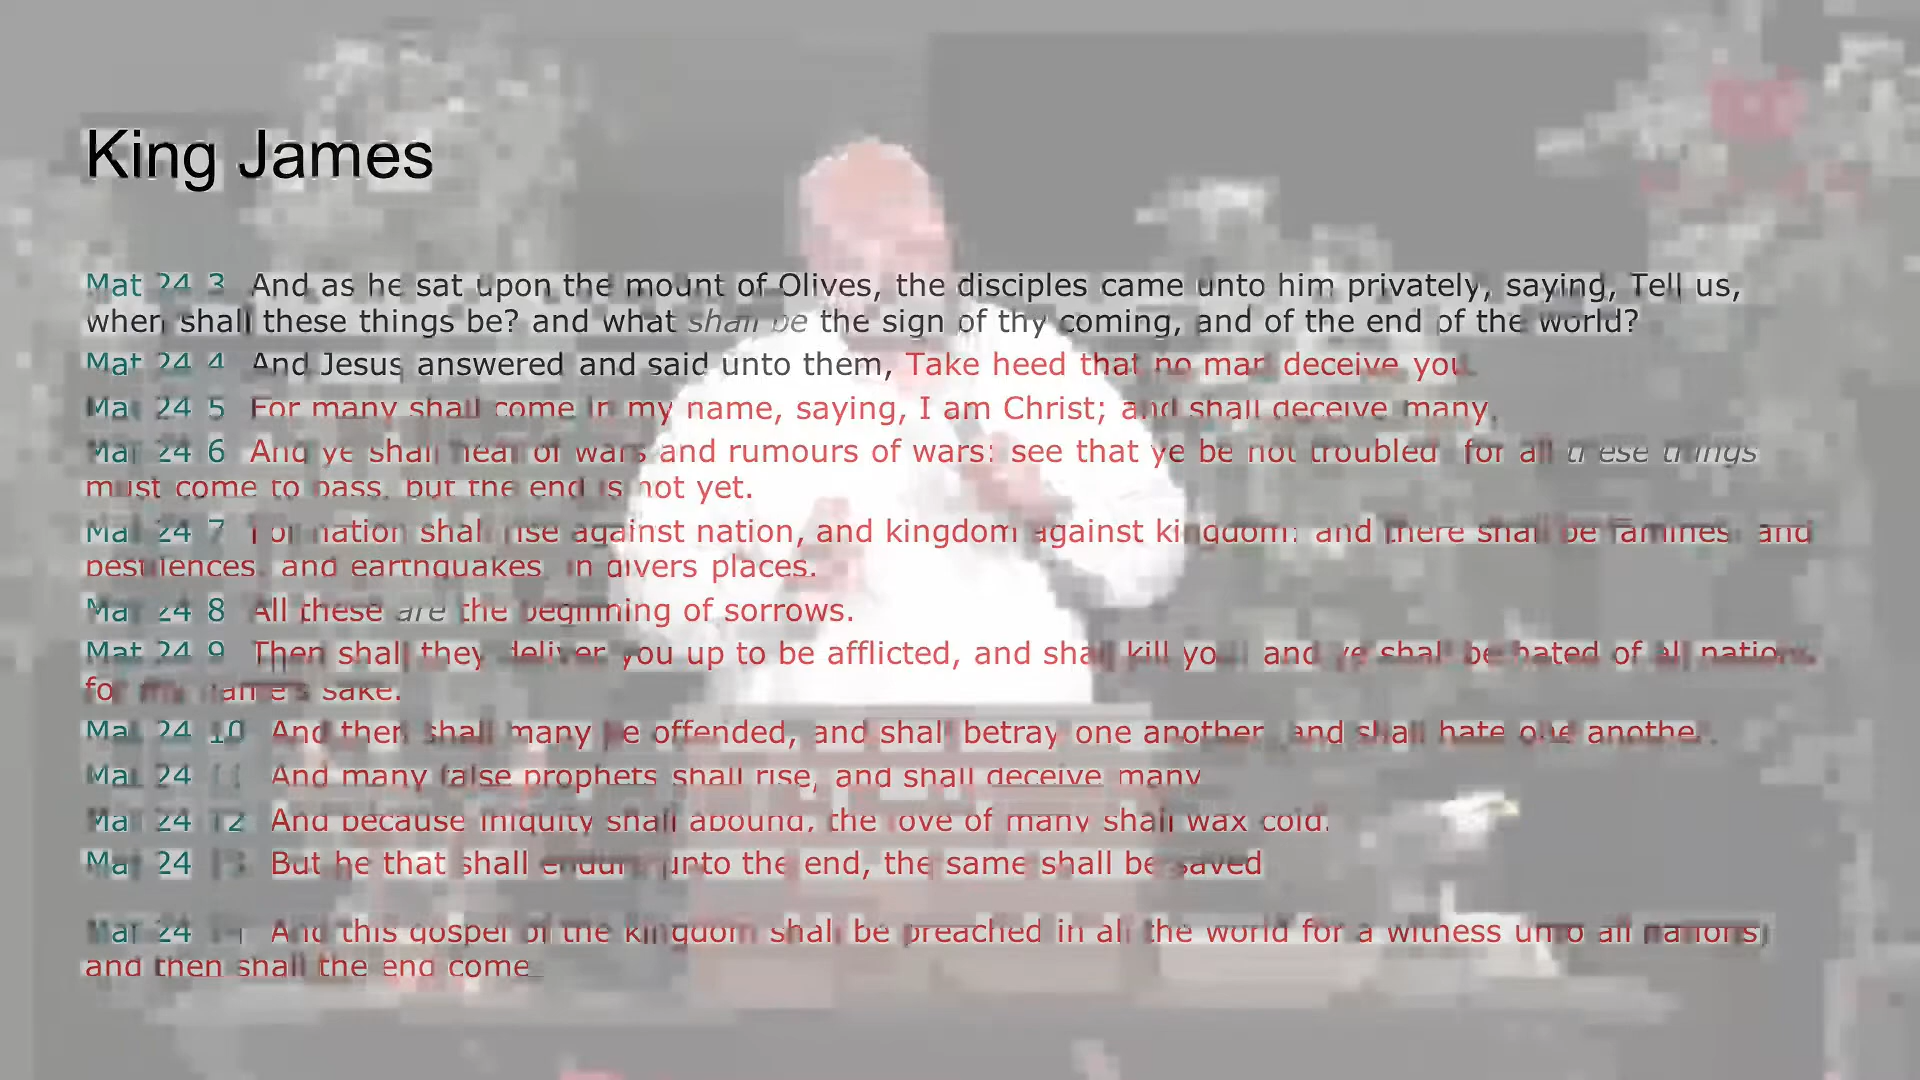 King James
Mat 24 3 And as he sat upon the mount of Olives, the disciples came unto him privately, saying, Tell us,
when shall these things be? and what shall be the sign of thy coming, and of the end of the world?
Mat 24 4 And Jesus answered and said unto them, Take heed that no man deceive you.
Mat 24 5 For many shall come in my name, saying, I am Christ; and shall deceive many.
Mat 24 6 And ye shall hear of wars and rumours of wars: see that ye be not troubled for all these things
must come to pass, but the end is not yet.
Mat 24 7 For nation shall rise against nation, and kingdom against kingdom: and there shall be famines, and
pestilences, and earthquakes, in divers places.
Mat 24 8 All these are the beginning of sorrows.
Mat 24 9 Then shall they deliver you up to be afflicted, and shall kill you and ye shall be hated of all nations
for my name's sake.
Mat 24 10 And then shall many be offended, and shall betray one another, and shall hate one another.
Mat 24 11 And many false prophets shall rise, and shall deceive many
Mat 24 12 And because iniquity shall abound, the love of many shall wax cold.
Mat 24 13 But he that shall endure unto the end, the same shall be saved
Mat 24 14 And this gospel of the kingdom shall be preached in all the world for a witness unto all nations;
and then shall the end come.